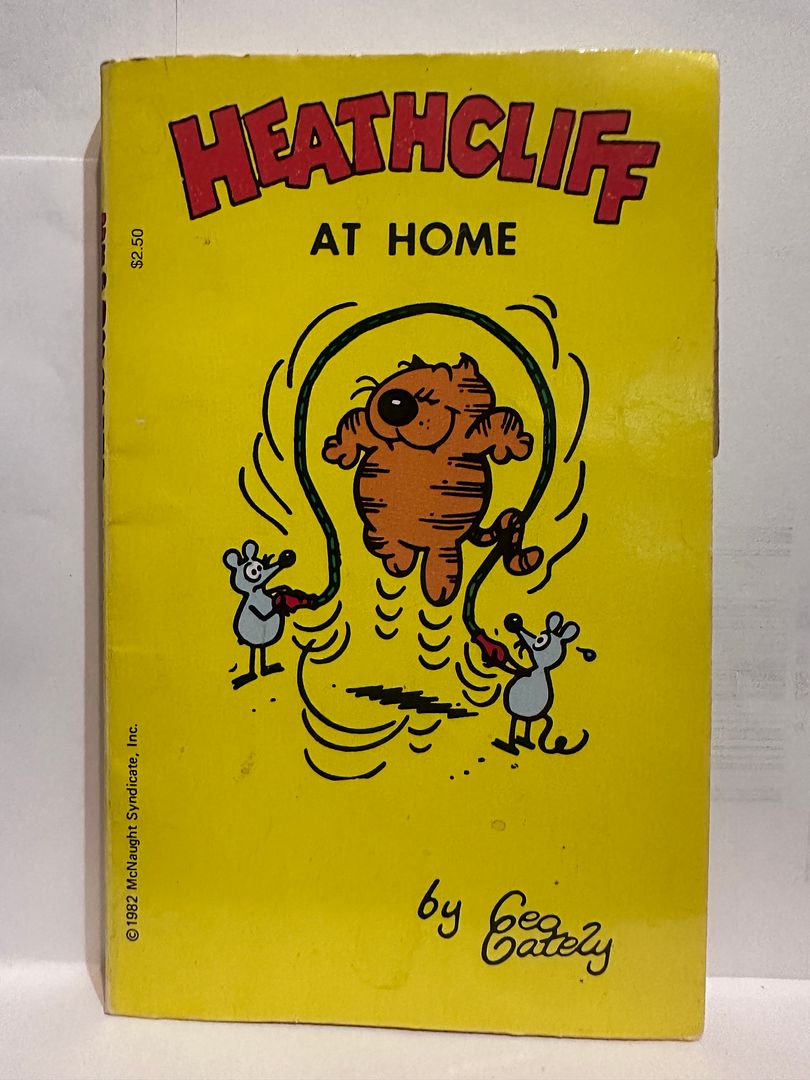 HEATHCLIFF
AT HOME
$2.50
© 1982 McNaught Syndicate, Inc.
by Geo
Gately